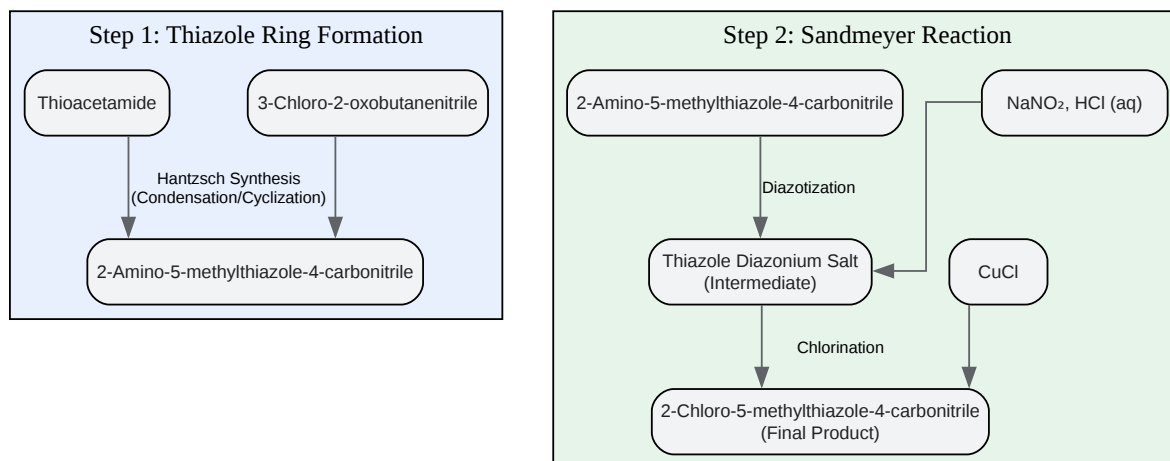 Step 1: Thiazole Ring Formation
Thioacetamide
3-Chloro-2-oxobutanenitrile
Hantzsch Synthesis
(Condensation/Cyclization)
2-Amino-5-methylthiazole-4-carbonitrile
Step 2: Sandmeyer Reaction
2-Amino-5-methylthiazole-4-carbonitrile
NaNO₂, HCl (aq)
Diazotization
Thiazole Diazonium Salt
(Intermediate)
CuCl
Chlorination
2-Chloro-5-methylthiazole-4-carbonitrile
(Final Product)